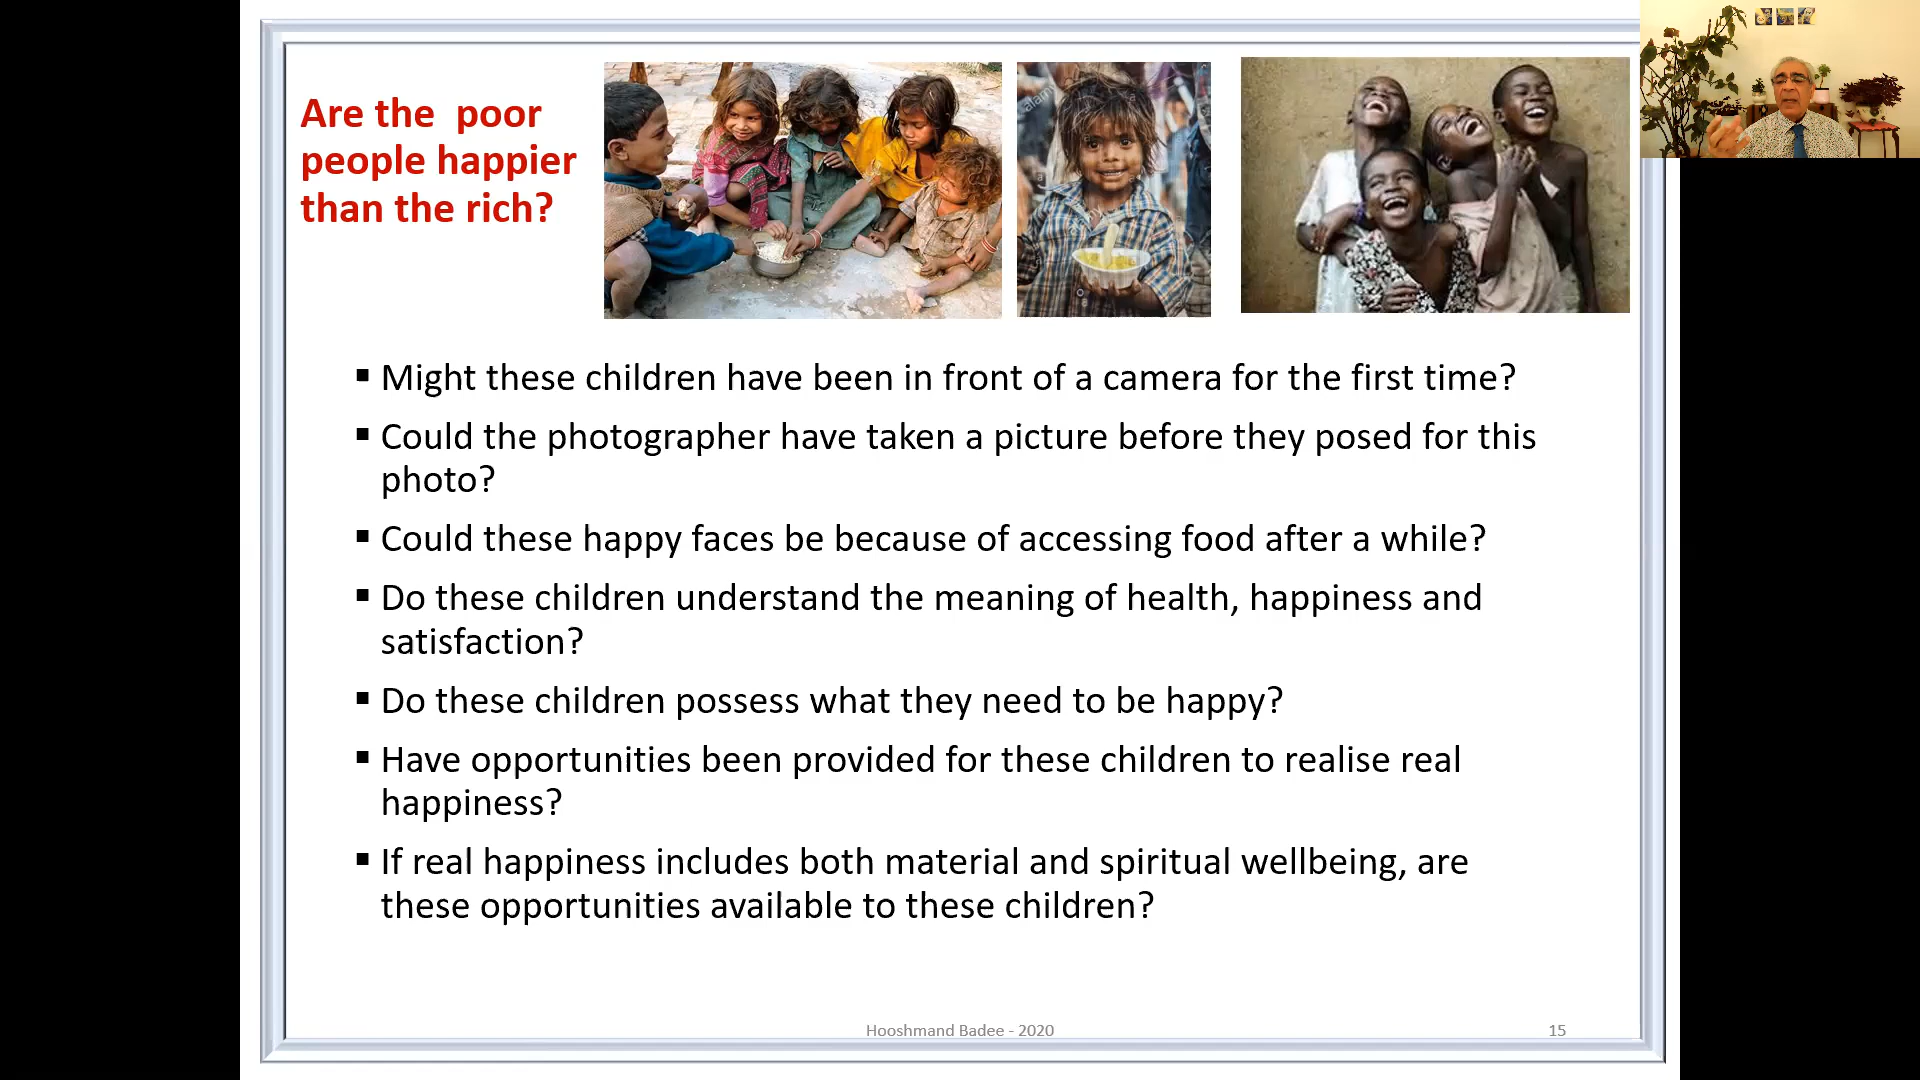 Are the  poor
people happier
than the rich?
▪ Might these children have been in front of a camera for the first time?
▪ Could the photographer have taken a picture before they posed for this
photo?
▪ Could these happy faces be because of accessing food after a while?
▪ Do these children understand the meaning of health, happiness and
satisfaction?
▪ Do these children possess what they need to be happy?
▪ Have opportunities been provided for these children to realise real
happiness?
▪ If real happiness includes both material and spiritual wellbeing, are
these opportunities available to these children?
Hooshmand Badee - 2020
15